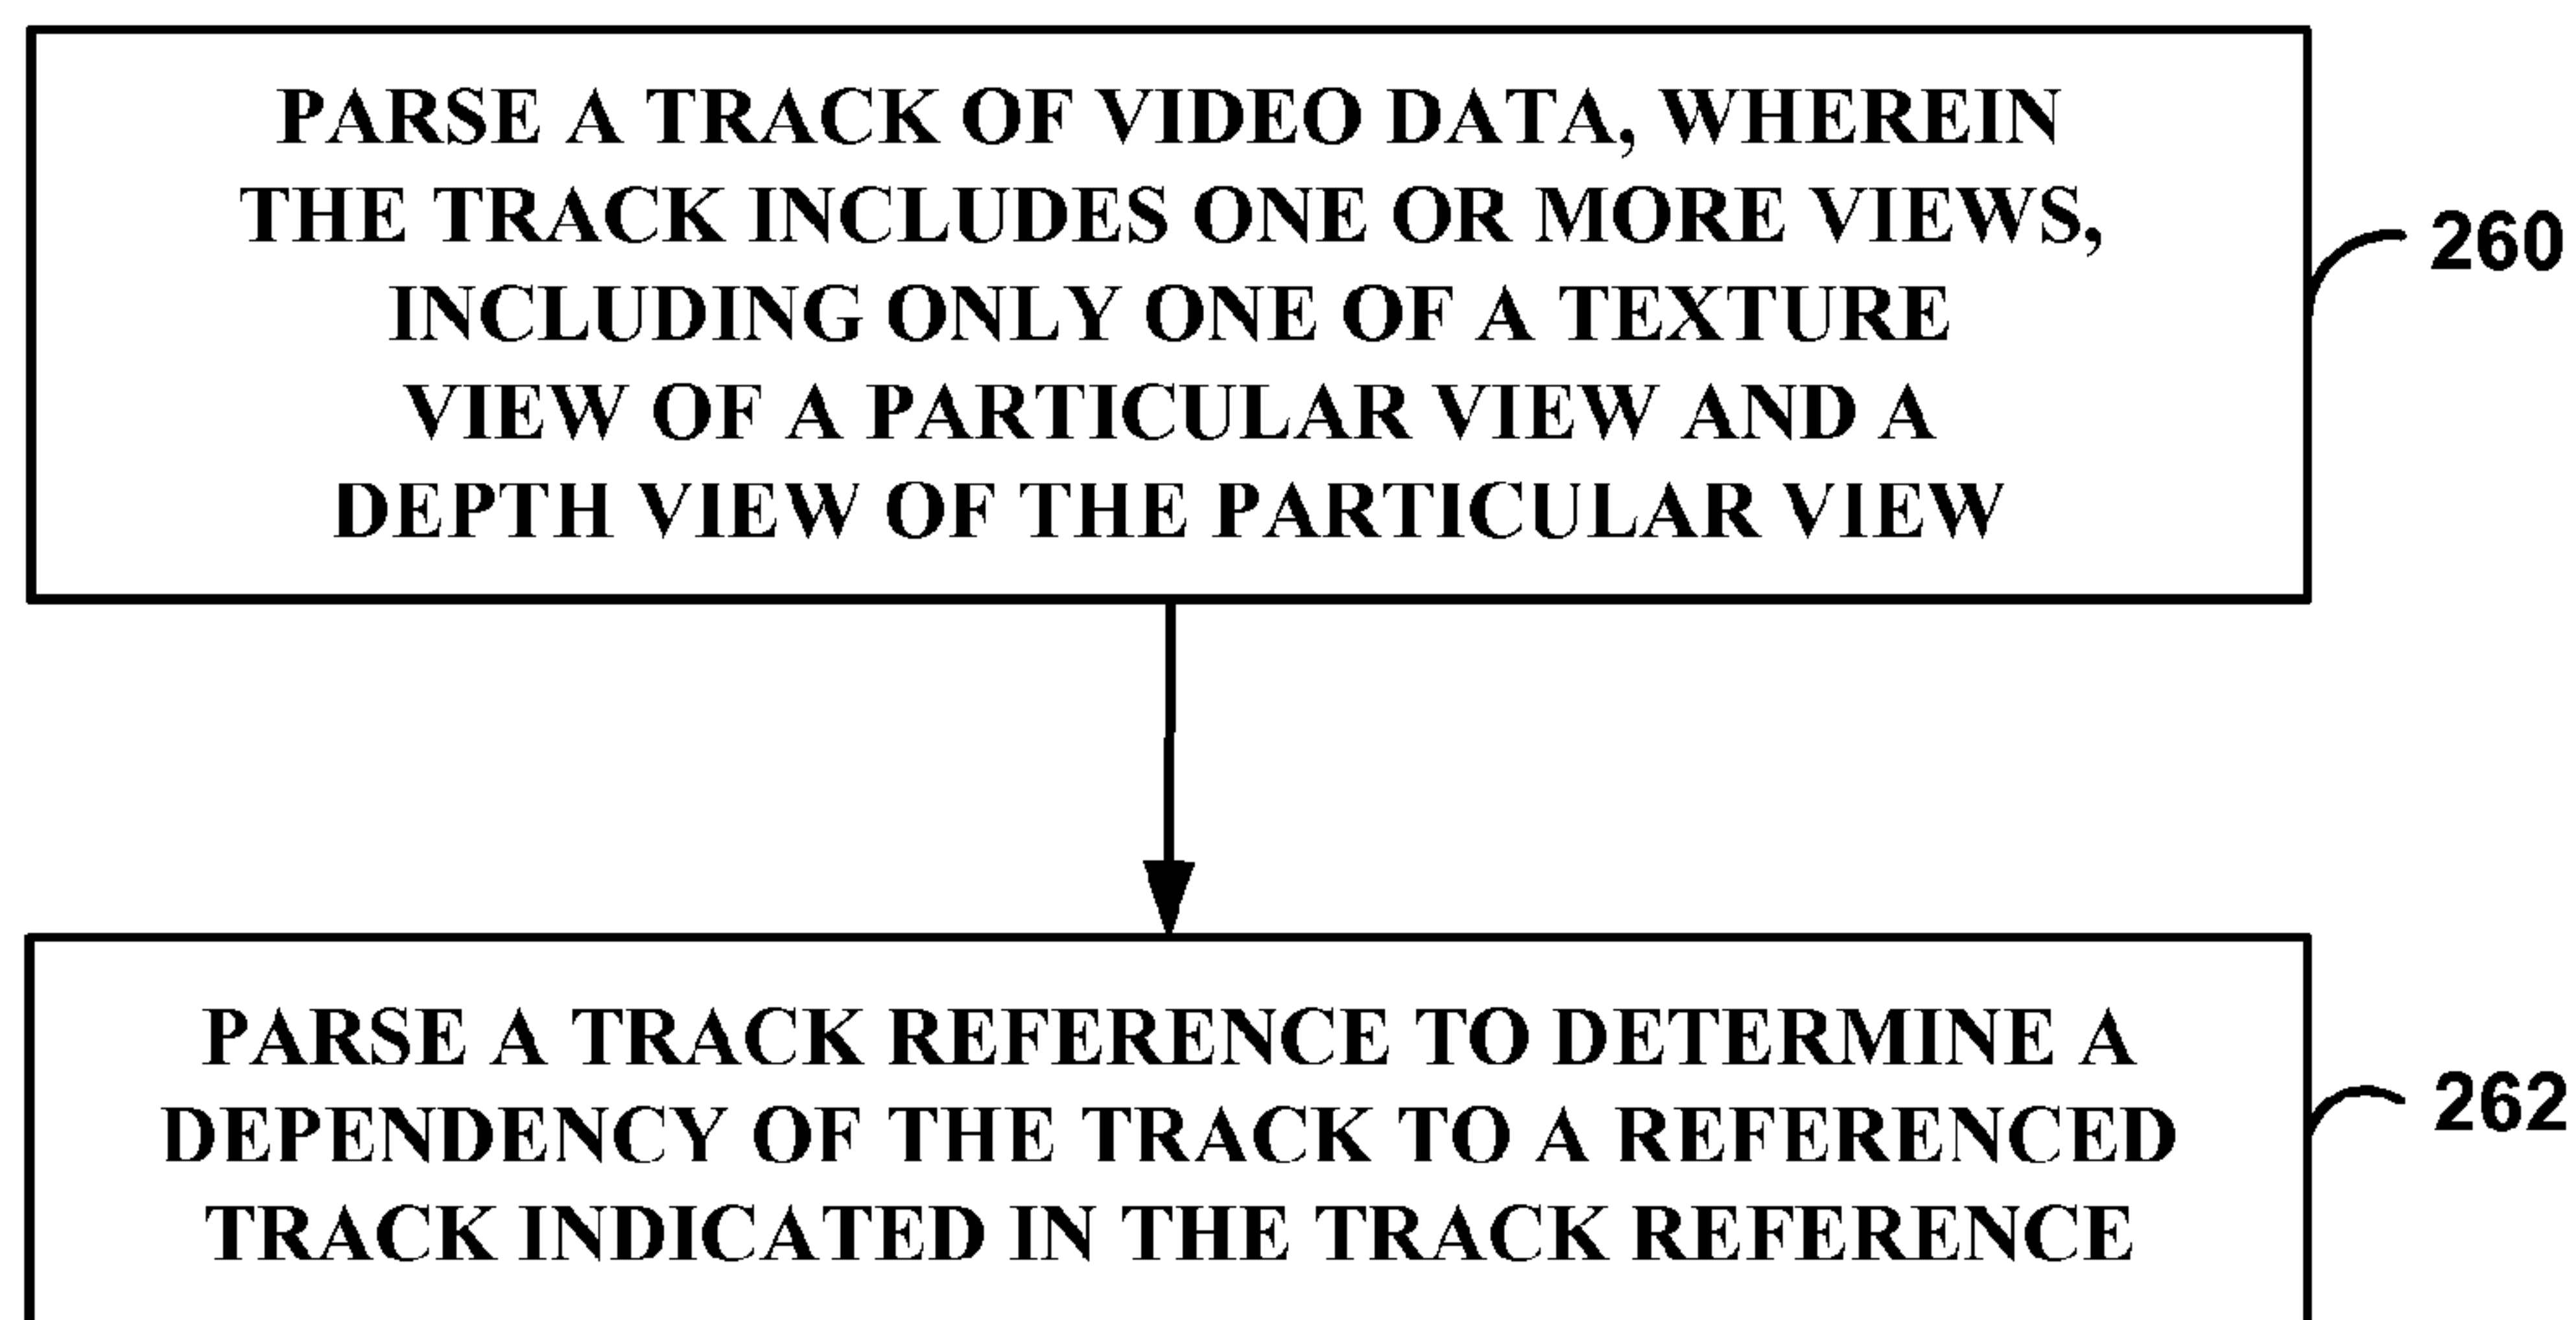 PARSE A TRACK OF VIDEO DATA, WHEREIN
THE TRACK INCLUDES ONE OR MORE VIEWS,
INCLUDING ONLY ONE OF A TEXTURE
VIEW OF A PARTICULAR VIEW AND A
DEPTH VIEW OF THE PARTICULAR VIEW
260
PARSE A TRACK REFERENCE TO DETERMINE A
DEPENDENCY OF THE TRACK TO A REFERENCED
TRACK INDICATED IN THE TRACK REFERENCE
262